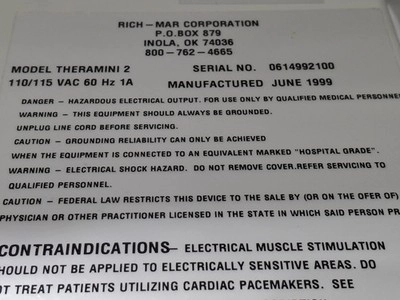 RICH-MAR CORPORATION
P.O.BOX 879
INOLA, OK 74036
800-762-4665
MODEL THERAMINI 2 SERIAL NO. 0614992100
110/115 VAC 60 Hz 1A MANUFACTURED JUNE 1999
DANGER - HAZARDOUS ELECTRICAL OUTPUT. FOR USE ONLY BY QUALIFIED MEDICAL PERSONNE
WARNING - THIS EQUIPMENT SHOULD ALWAYS BE GROUNDED.
UNPLUG LINE CORD BEFORE SERVICING.
CAUTION - GROUNDING RELIABILITY CAN ONLY BE ACHIEVED
WHEN THE EQUIPMENT IS CONNECTED TO AN EQUIVALENT MARKED "HOSPITAL GRADE".
WARNING - ELECTRICAL SHOCK HAZARD. DO NOT REMOVE COVER.REFER SERVICING TO
QUALIFIED PERSONNEL.
CAUTION - FEDERAL LAW RESTRICTS THIS DEVICE TO THE SALE BY (OR ON THE OFER OF)
PHYSICIAN OR OTHER PRACTITIONER LICENSED IN THE STATE IN WHICH SAID PERSON PR
CONTRAINDICATIONS- ELECTRICAL MUSCLE STIMULATION
SHOULD NOT BE APPLIED TO ELECTRICALLY SENSITIVE AREAS. DO
OT TREAT PATIENTS UTILIZING CARDIAC PACEMAKERS. SEE